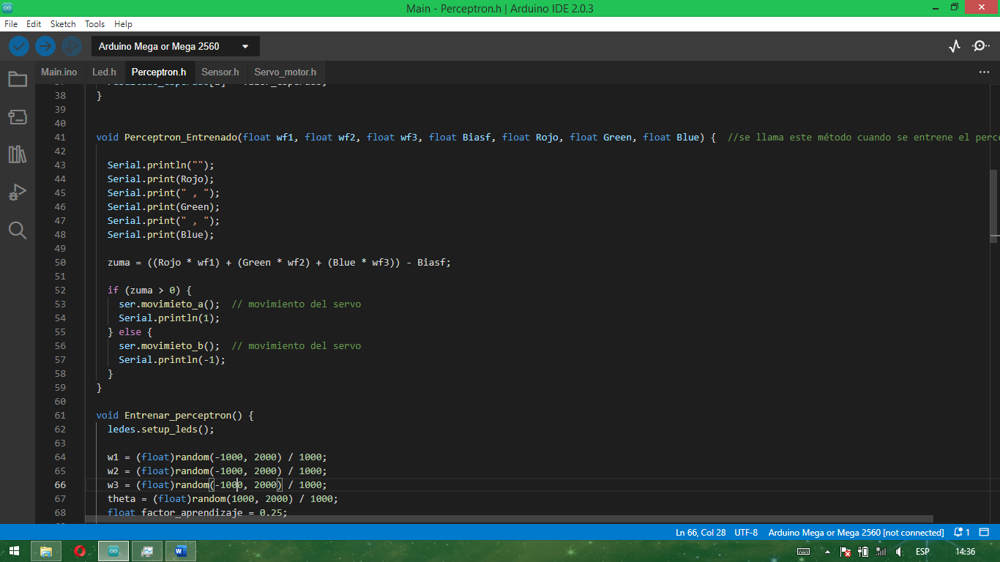 Main - Perceptron.h | Arduino IDE 2.0.3
File Edit Sketch Tools Help
Arduino Mega or Mega 2560
Main.ino Led.h Perceptron.h Sensor.h Servo_motor.h
38 }
39
40
41 void Perceptron_Entrenado(float wf1, float wf2, float wf3, float Biasf, float Rojo, float Green, float Blue) { //se llama este método cuando se entrene el perce
42
43 Serial.println("");
44 Serial.print(Rojo);
45 Serial.print(" , ");
46 Serial.print(Green);
47 Serial.print(" , ");
48 Serial.print(Blue);
49
50 zuma = ((Rojo * wf1) + (Green * wf2) + (Blue * wf3)) - Biasf;
51
52 if (zuma > 0) {
53 ser.movimieto_a(); // movimiento del servo
54 Serial.println(1);
55 } else {
56 ser.movimieto_b(); // movimiento del servo
57 Serial.println(-1);
58 }
59 }
60
61 void Entrenar_perceptron() {
62 ledes.setup_leds();
63
64 w1 = (float)random(-1000, 2000) / 1000;
65 w2 = (float)random(-1000, 2000) / 1000;
66 w3 = (float)random(-1000, 2000) / 1000;
67 theta = (float)random(1000, 2000) / 1000;
68 float factor_aprendizaje = 0.25;
Ln 66, Col 28 UTF-8 Arduino Mega or Mega 2560 [not connected] 1
ESP 14:36